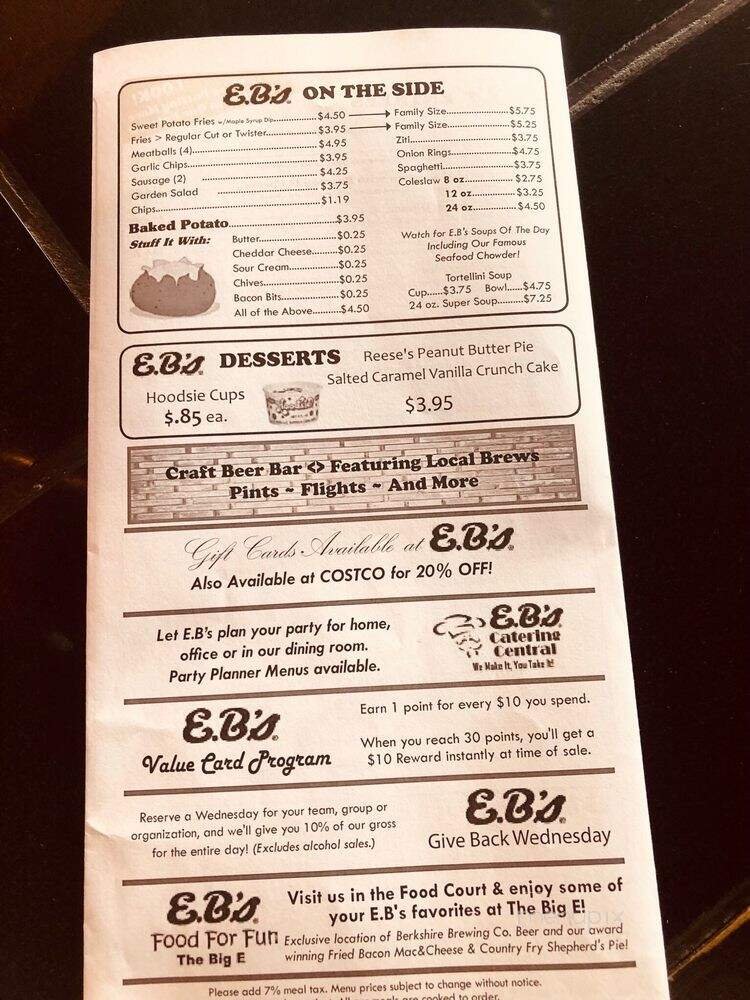 E.B's. ON THE SIDE
Sweet Potato Fries w/Maple Syrup Dip $4.50 Family Size $5.75
Fries > Regular Cut or Twister $3.95 Family Size $5.25
Meatballs (4) $4.95
Garlic Chips $3.95
Sausage (2) $4.25
Garden Salad $3.75
Chips $1.19
Ziti $3.75
Onion Rings $4.75
Spaghetti $3.75
Coleslaw 8 oz $2.75
12 oz $3.25
24 oz $4.50
Baked Potato $3.95
Stuff It With:
Butter $0.25
Cheddar Cheese $0.25
Sour Cream $0.25
Chives $0.25
Bacon Bits $0.25
All of the Above $4.50
Watch for E.B's Soups Of The Day
Including Our Famous
Seafood Chowder!
Tortellini Soup
Cup......$3.75 Bowl.....$4.75
24 oz. Super Soup $7.25
E.B's. DESSERTS
Hoodsie Cups
$.85 ea.
Reese's Peanut Butter Pie
Salted Caramel Vanilla Crunch Cake
$3.95
Craft Beer Bar <> Featuring Local Brews
Pints ~ Flights ~ And More
Gift Cards Available at E.B's.
Also Available at COSTCO for 20% OFF!
Let E.B's plan your party for home,
office or in our dining room.
Party Planner Menus available.
E.B's
Catering
Central
We Make It, You Take It!
E.B's.
Value Card Program
Earn 1 point for every $10 you spend.
When you reach 30 points, you'll get a
$10 Reward instantly at time of sale.
Reserve a Wednesday for your team, group or
organization, and we'll give you 10% of our gross
for the entire day! (Excludes alcohol sales.)
E.B's.
Give Back Wednesday
E.B's.
Food For Fun
The Big E
Visit us in the Food Court & enjoy some of
your E.B's favorites at The Big E!
Exclusive location of Berkshire Brewing Co. Beer and our award
winning Fried Bacon Mac&Cheese & Country Fry Shepherd's Pie!
Please add 7% meal tax. Menu prices subject to change without notice.
meals are cooked to order.